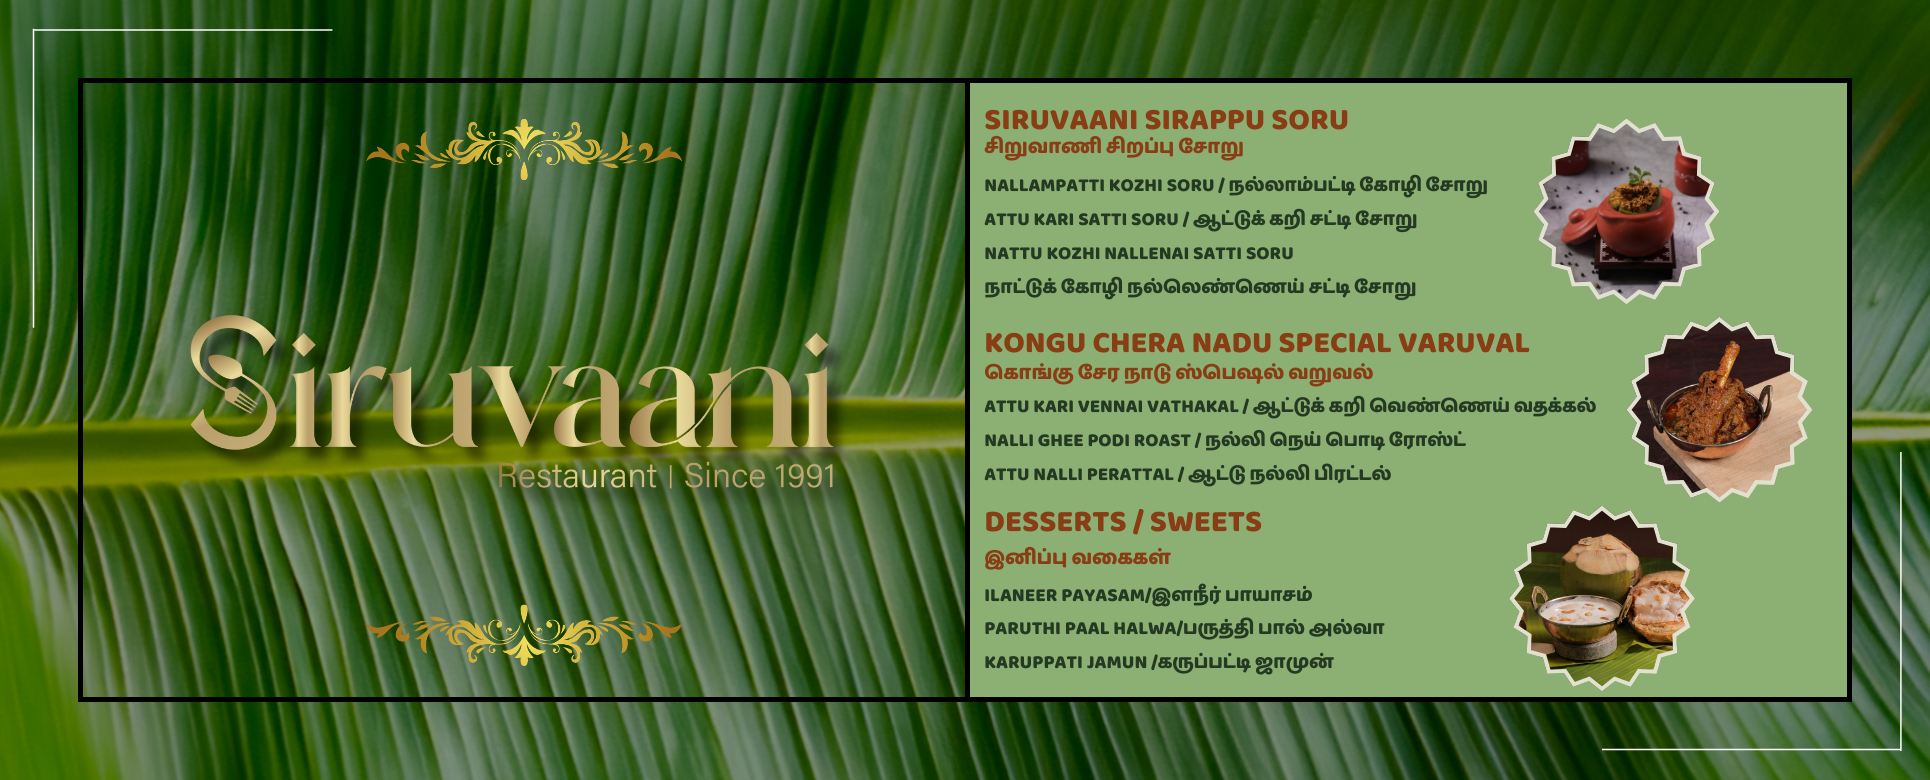 Siruvaani
Restaurant | Since 1991
SIRUVAANI SIRAPPU SORU
சிறுவாணி சிறப்பு சோறு
NALLAMPATTI KOZHI SORU / நல்லாம்பட்டி கோழி சோறு
ATTU KARI SATTI SORU / ஆட்டுக் கறி சட்டி சோறு
NATTU KOZHI NALLENAI SATTI SORU
நாட்டுக் கோழி நல்லெண்ணெய் சட்டி சோறு
KONGU CHERA NADU SPECIAL VARUVAL
கொங்கு சேர நாடு ஸ்பெஷல் வறுவல்
ATTU KARI VENNAI VATHAKAL / ஆட்டுக் கறி வெண்ணெய் வதக்கல்
NALLI GHEE PODI ROAST / நல்லி நெய் பொடி ரோஸ்ட்
ATTU NALLI PERATTAL / ஆட்டு நல்லி பிரட்டல்
DESSERTS / SWEETS
இனிப்பு வகைகள்
ILANEER PAYASAM/இளநீர் பாயாசம்
PARUTHI PAAL HALWA/பருத்தி பால் அல்வா
KARUPPATI JAMUN /கருப்பட்டி ஜாமுன்